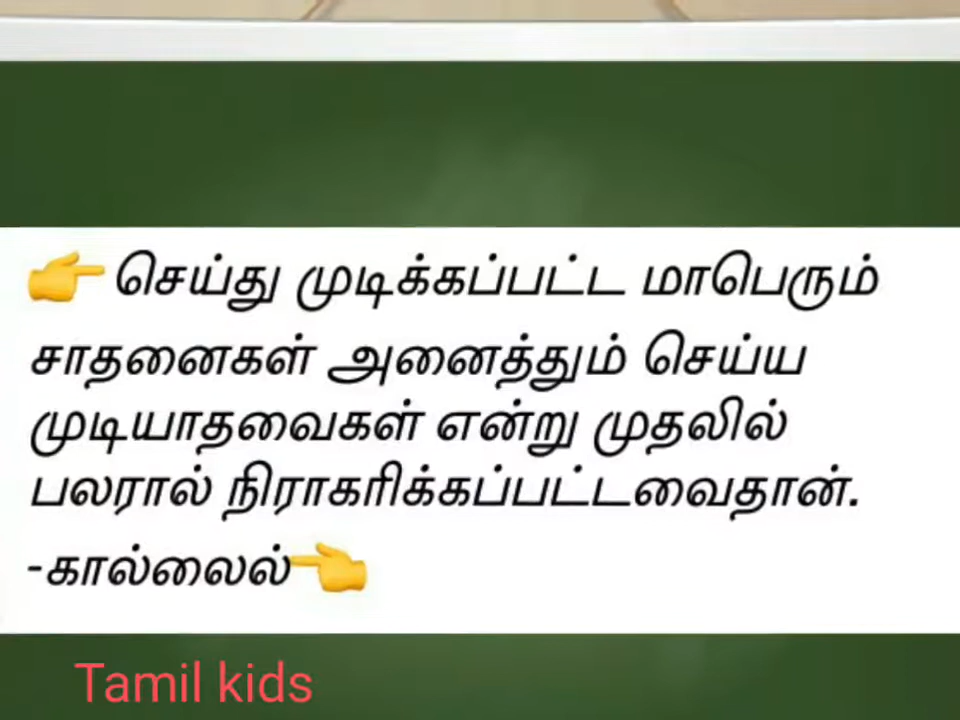 👉செய்து முடிக்கப்பட்ட மாபெரும்
சாதனைகள் அனைத்தும் செய்ய
முடியாதவைகள் என்று முதலில்
பலரால் நிராகரிக்கப்பட்டவைதான்.
-கால்லைல்👈
Tamil kids